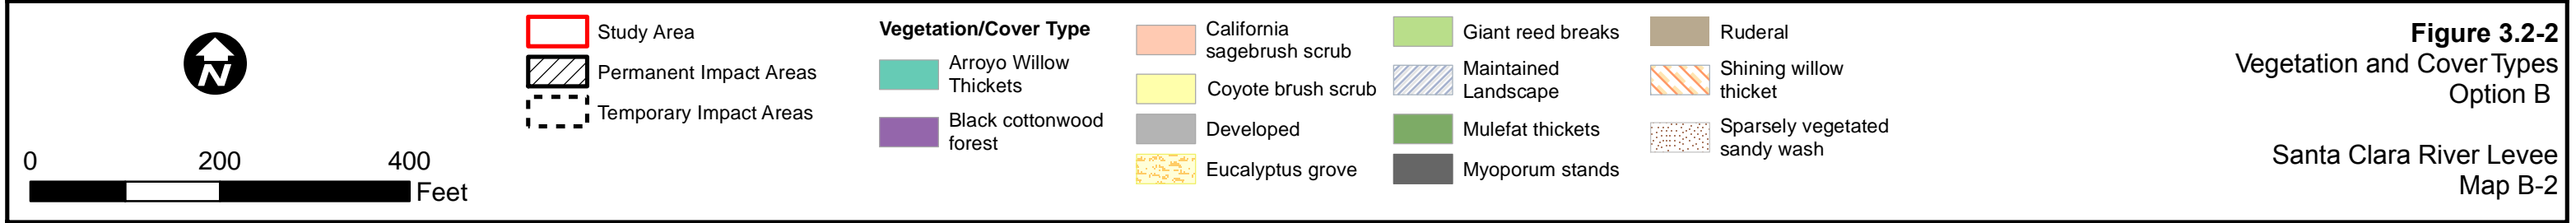 N
0 200 400
Feet
Study Area
Permanent Impact Areas
Temporary Impact Areas
Vegetation/Cover Type
Arroyo Willow
Thickets
Black cottonwood
forest
California
sagebrush scrub
Coyote brush scrub
Developed
Eucalyptus grove
Giant reed breaks
Maintained
Landscape
Mulefat thickets
Myoporum stands
Ruderal
Shining willow
thicket
Sparsely vegetated
sandy wash
Figure 3.2-2
Vegetation and Cover Types
Option B
Santa Clara River Levee
Map B-2